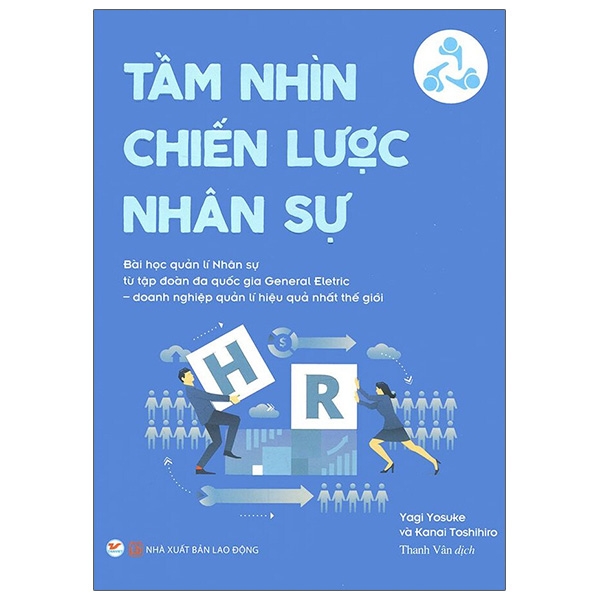 TẦM NHÌN
CHIẾN LƯỢC
NHÂN SỰ
Bài học quản lí Nhân sự
từ tập đoàn đa quốc gia General Eletric
– doanh nghiệp quản lí hiệu quả nhất thế giới
$
H
R
Yagi Yosuke
và Kanai Toshihiro
Thanh Vân dịch
NHÀ XUẤT BẢN LAO ĐỘNG